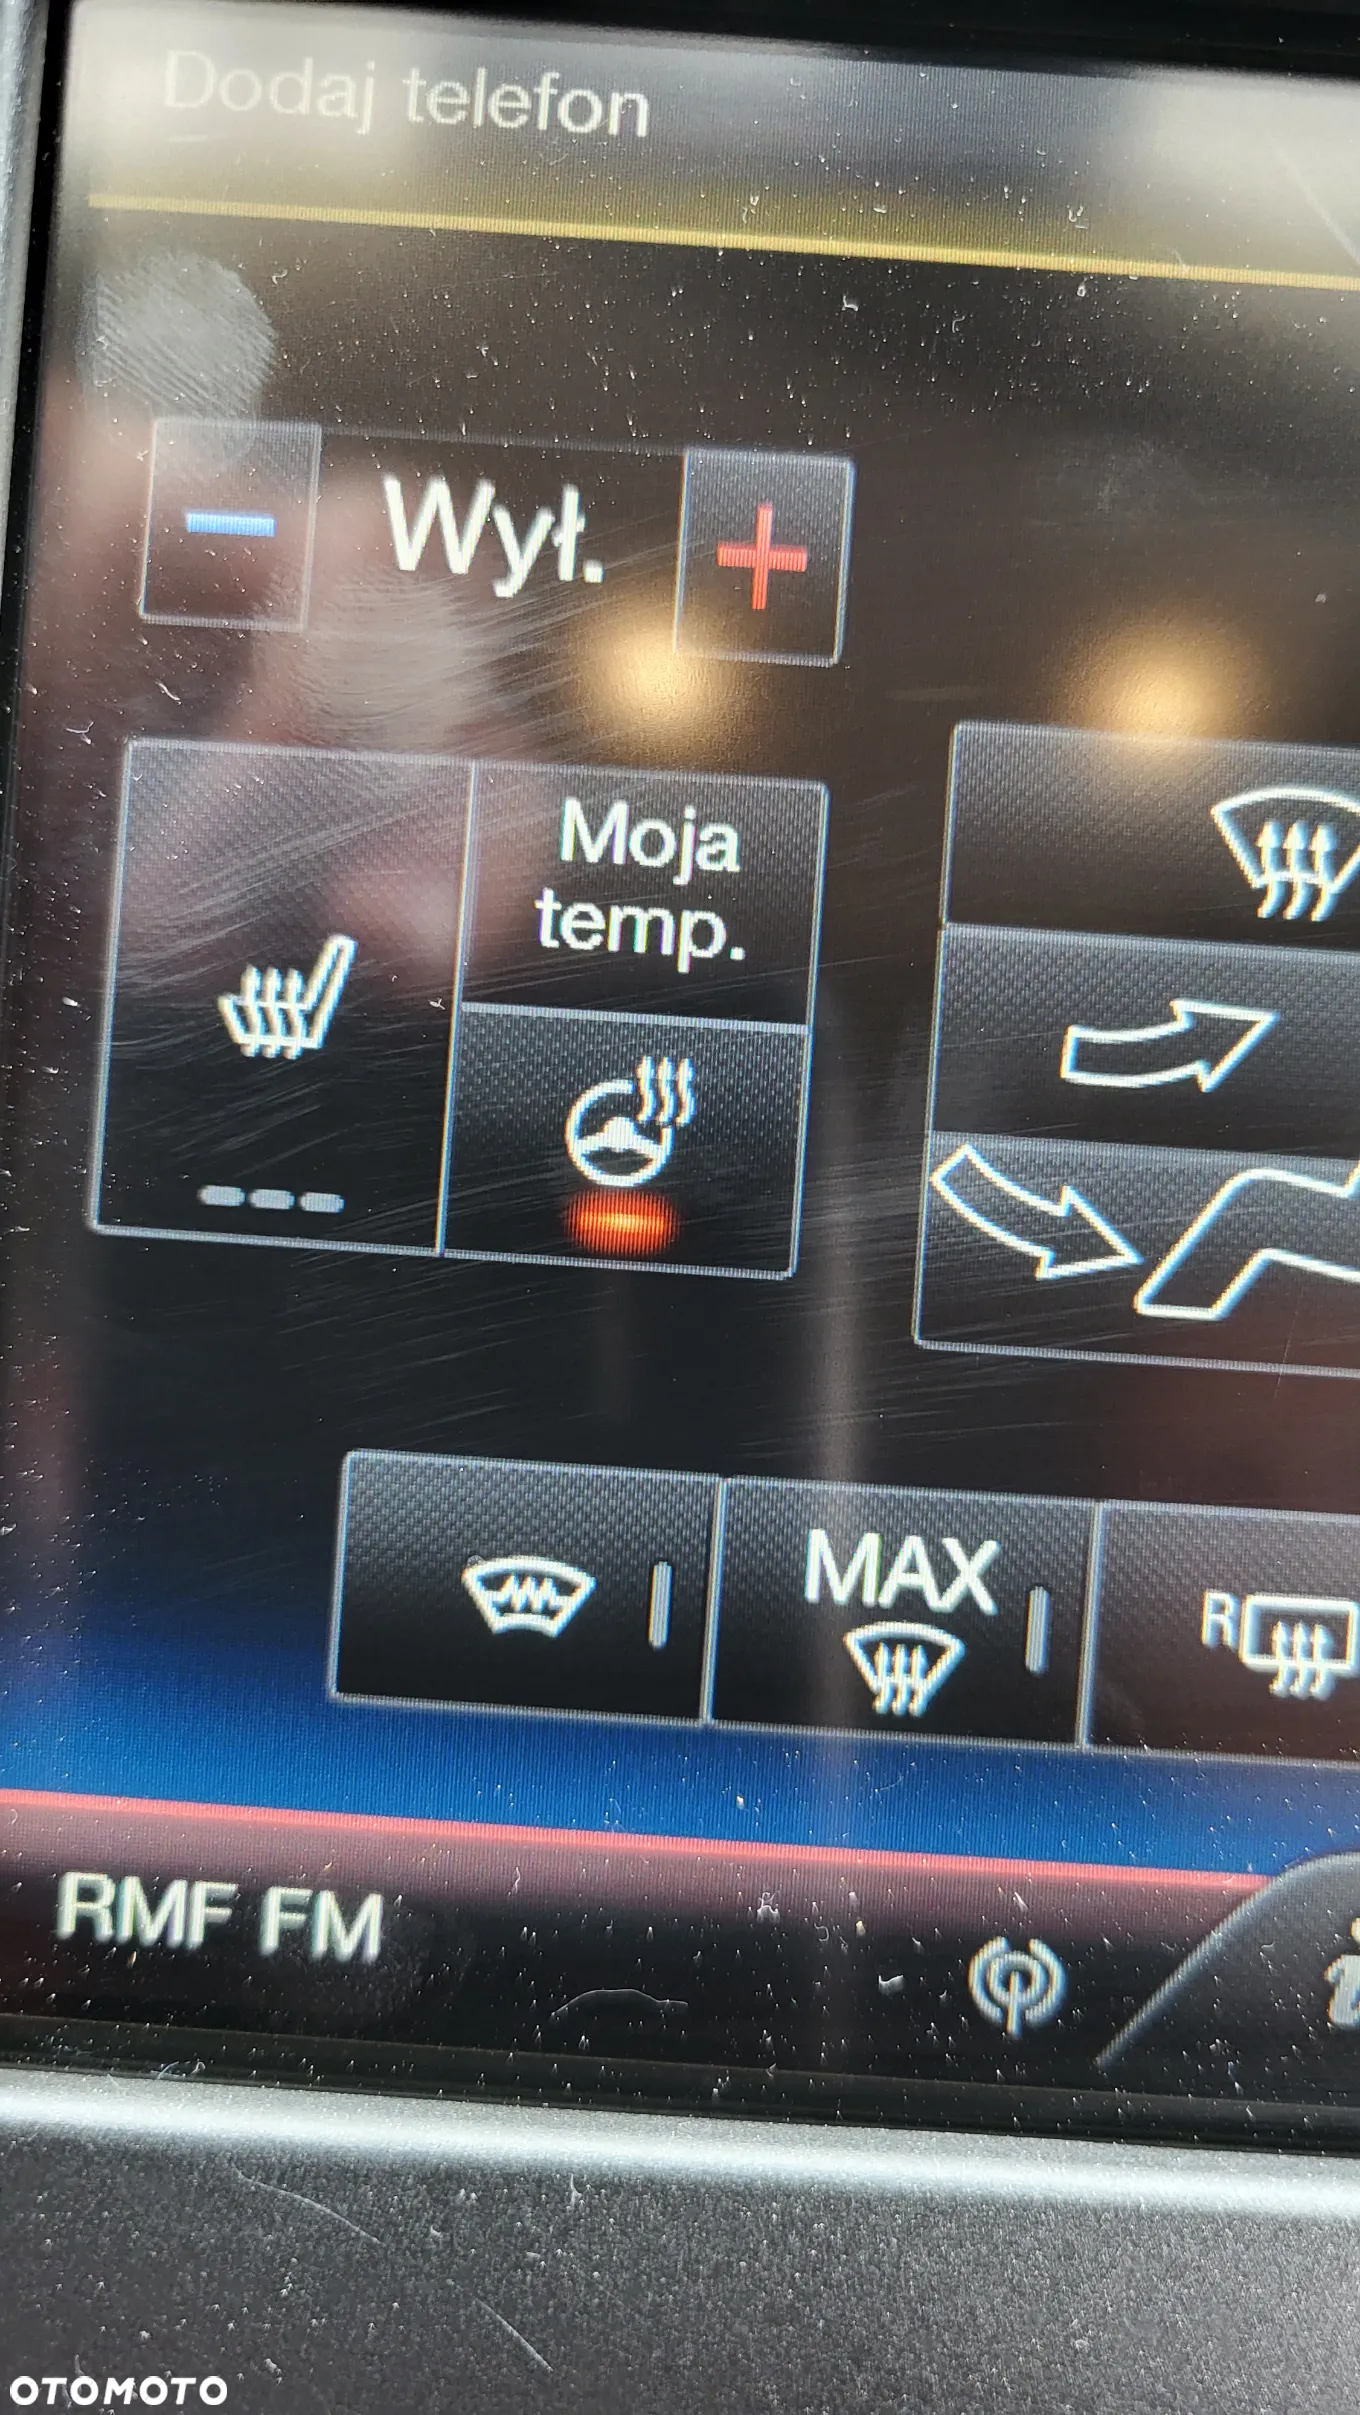 Dodaj telefon
Wył.
Moja
temp.
MAX
R
RMF FM
i
OTOMOTO